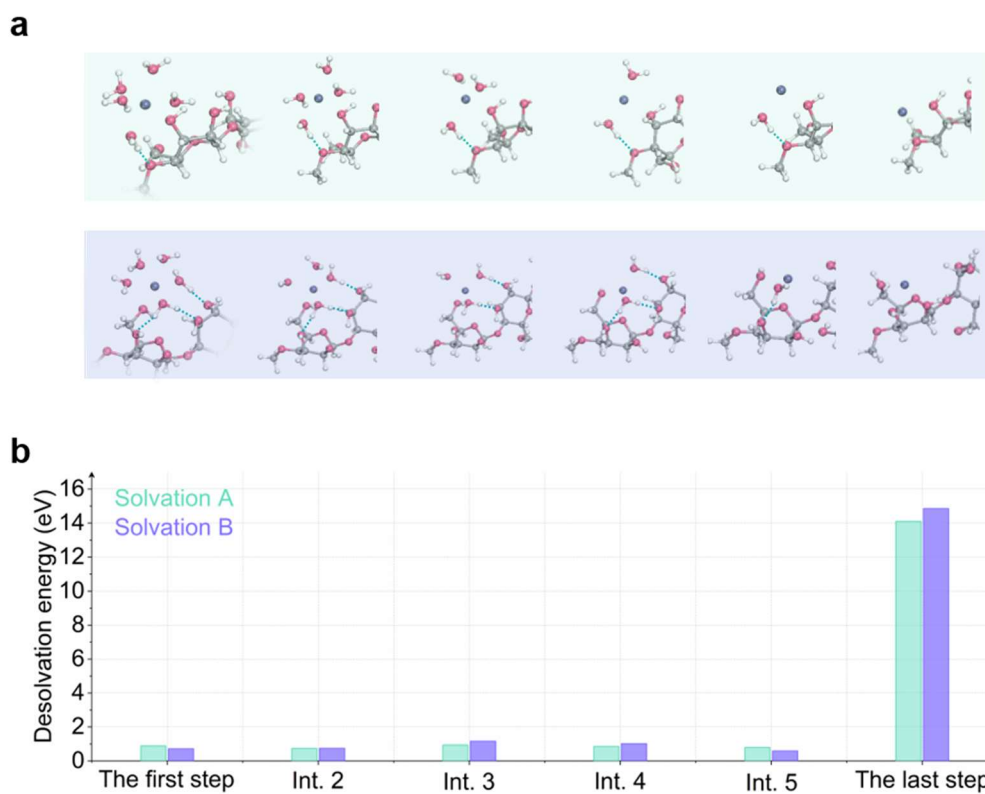 a
b
Desolvation energy (eV)
16
14
12
10
8
6
4
2
0
Solvation A
Solvation B
The first step
Int. 2
Int. 3
Int. 4
Int. 5
The last step